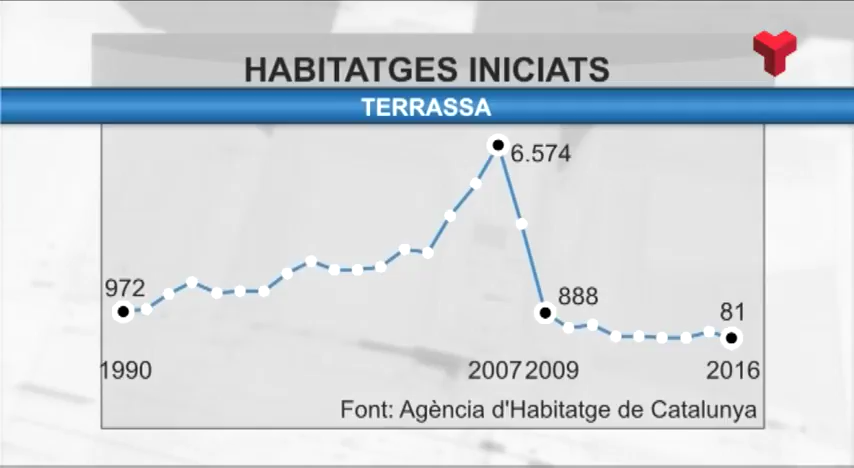 HABITATGES INICIATS
TERRASSA
6.574
972
888
81
1990
2007
2009
2016
Font: Agència d'Habitatge de Catalunya